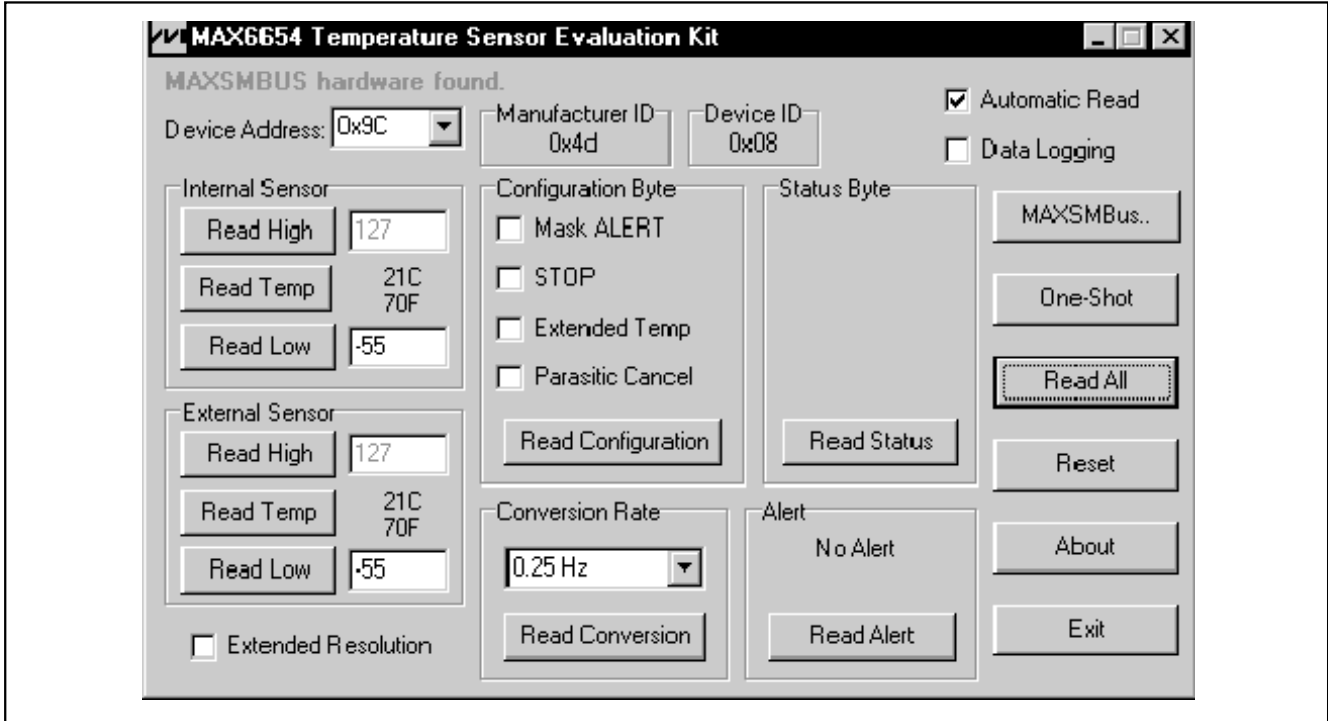 MAX6654 Temperature Sensor Evaluation Kit
MAXSMBUS hardware found.
Automatic Read
Device Address: 0x9C
Manufacturer ID
0x4d
Device ID
0x08
Data Logging
Internal Sensor
Read High 127
Read Temp 21C
70F
Read Low -55
External Sensor
Read High 127
Read Temp 21C
70F
Read Low -55
Extended Resolution
Configuration Byte
Mask ALERT
STOP
Extended Temp
Parasitic Cancel
Read Configuration
Conversion Rate
0.25 Hz
Read Conversion
Status Byte
Read Status
Alert
No Alert
Read Alert
MAXSMBus..
One-Shot
Read All
Reset
About
Exit